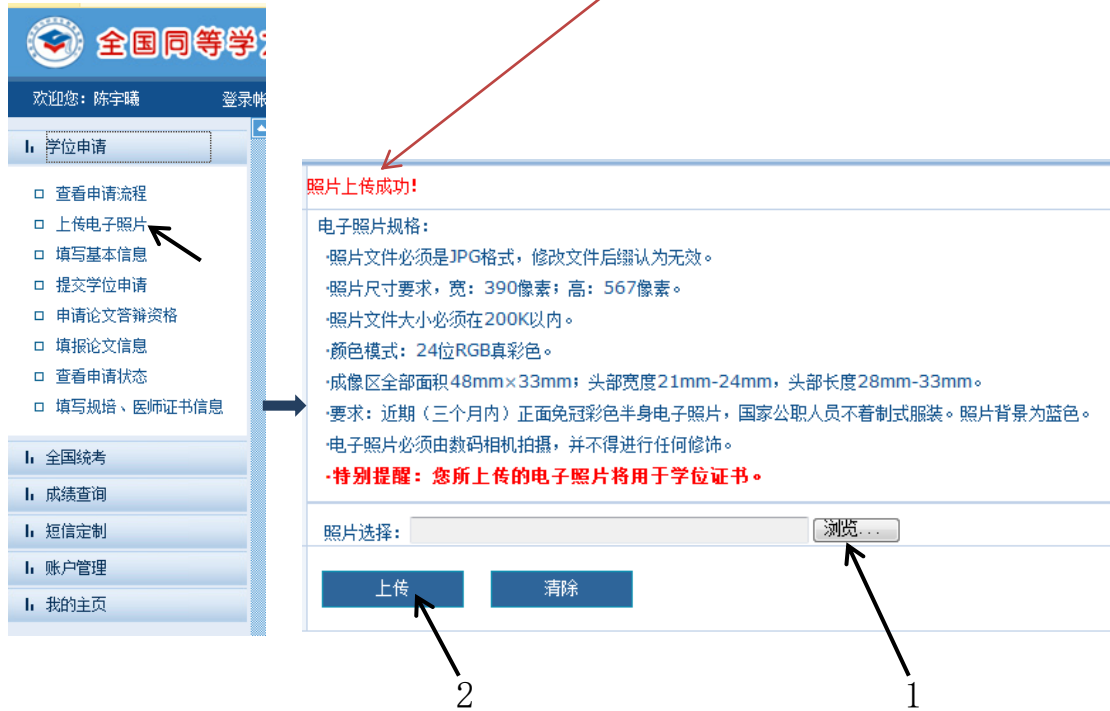 全国同等学
欢迎您：陈宇曦
登录帐
学位申请
查看申请流程
上传电子照片
填写基本信息
提交学位申请
申请论文答辩资格
填报论文信息
查看申请状态
填写规培、医师证书信息
全国统考
成绩查询
短信定制
账户管理
我的主页
照片上传成功！
电子照片规格：
·照片文件必须是JPG格式，修改文件后缀认为无效。
·照片尺寸要求，宽：390像素；高：567像素。
·照片文件大小必须在200K以内。
·颜色模式：24位RGB真彩色。
·成像区全部面积48mm×33mm；头部宽度21mm-24mm，头部长度28mm-33mm。
·要求：近期（三个月内）正面免冠彩色半身电子照片，国家公职人员不着制式服装。照片背景为蓝色。
·电子照片必须由数码相机拍摄，并不得进行任何修饰。
·特别提醒：您所上传的电子照片将用于学位证书。
照片选择：
浏览...
上传
清除
2
1